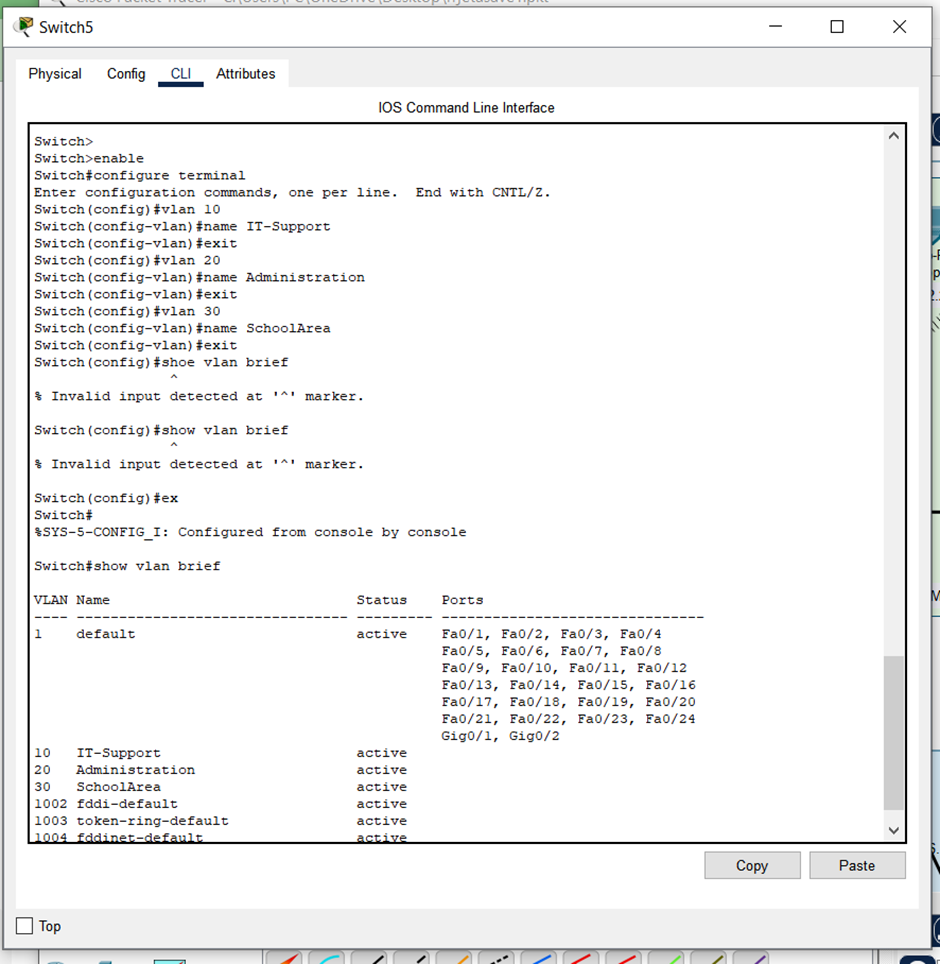 Switch5
Physical Config CLI Attributes
IOS Command Line Interface
Switch>
Switch>enable
Switch#configure terminal
Enter configuration commands, one per line.  End with CNTL/Z.
Switch(config)#vlan 10
Switch(config-vlan)#name IT-Support
Switch(config-vlan)#exit
Switch(config)#vlan 20
Switch(config-vlan)#name Administration
Switch(config-vlan)#exit
Switch(config)#vlan 30
Switch(config-vlan)#name SchoolArea
Switch(config-vlan)#exit
Switch(config)#shoe vlan brief
^
% Invalid input detected at '^' marker.
Switch(config)#show vlan brief
^
% Invalid input detected at '^' marker.
Switch(config)#ex
Switch#
%SYS-5-CONFIG_I: Configured from console by console
Switch#show vlan brief
VLAN Name Status Ports
---- -------------------------------- --------- -------------------------------
1 default active Fa0/1, Fa0/2, Fa0/3, Fa0/4
Fa0/5, Fa0/6, Fa0/7, Fa0/8
Fa0/9, Fa0/10, Fa0/11, Fa0/12
Fa0/13, Fa0/14, Fa0/15, Fa0/16
Fa0/17, Fa0/18, Fa0/19, Fa0/20
Fa0/21, Fa0/22, Fa0/23, Fa0/24
Gig0/1, Gig0/2
10 IT-Support active
20 Administration active
30 SchoolArea active
1002 fddi-default active
1003 token-ring-default active
1004 fddinet-default active
Copy Paste
Top